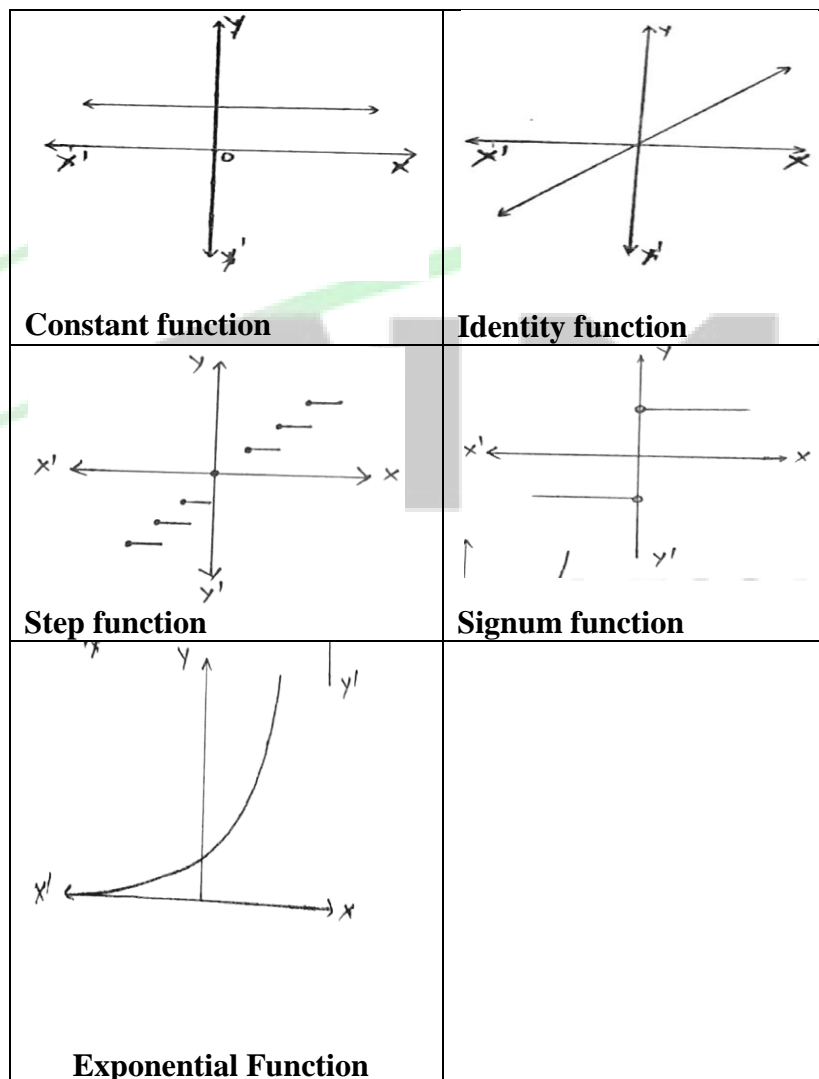 Y
X'
O
X
Y'
Constant function
Y
X'
X
Y'
Identity function
Y
X'
X
Y'
Step function
Y
X'
X
Y'
Signum function
Y
Y'
X'
X
Exponential Function